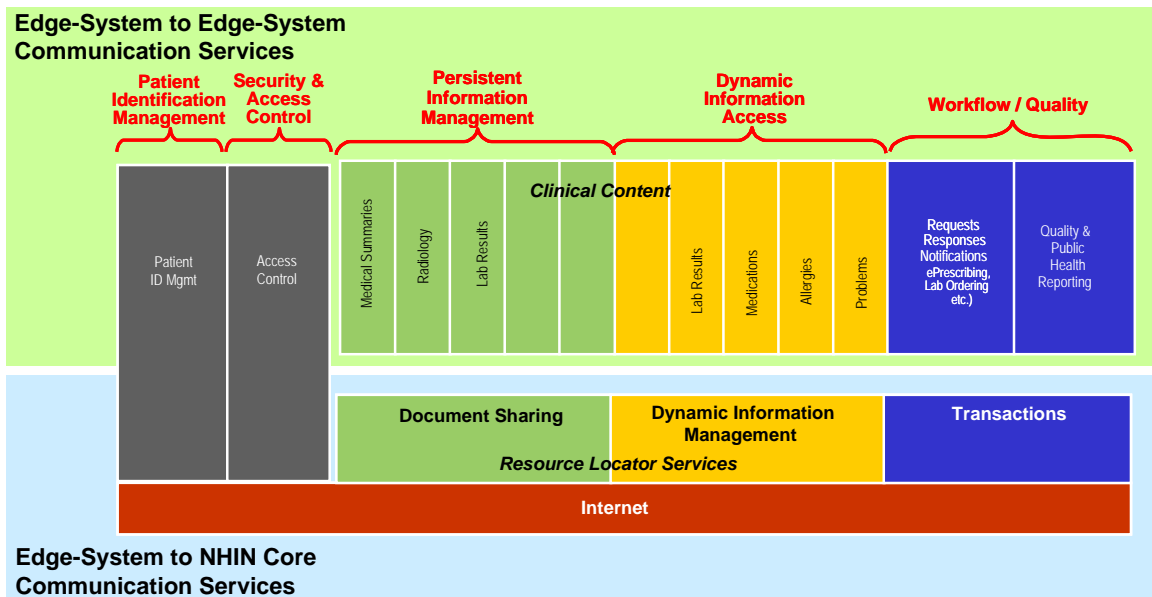 Edge-System to Edge-System
Communication Services
Patient
Identification
Management
Security &
Access
Control
Persistent
Information
Management
Dynamic
Information
Access
Workflow / Quality
Clinical Content
Patient
ID Mgmt
Access
Control
Medical Summaries
Radiology
Lab Results
Lab Results
Medications
Allergies
Problems
Requests
Responses
Notifications
ePrescribing,
Lab Ordering
etc.)
Quality &
Public
Health
Reporting
Document Sharing
Dynamic Information
Management
Transactions
Resource Locator Services
Internet
Edge-System to NHIN Core
Communication Services